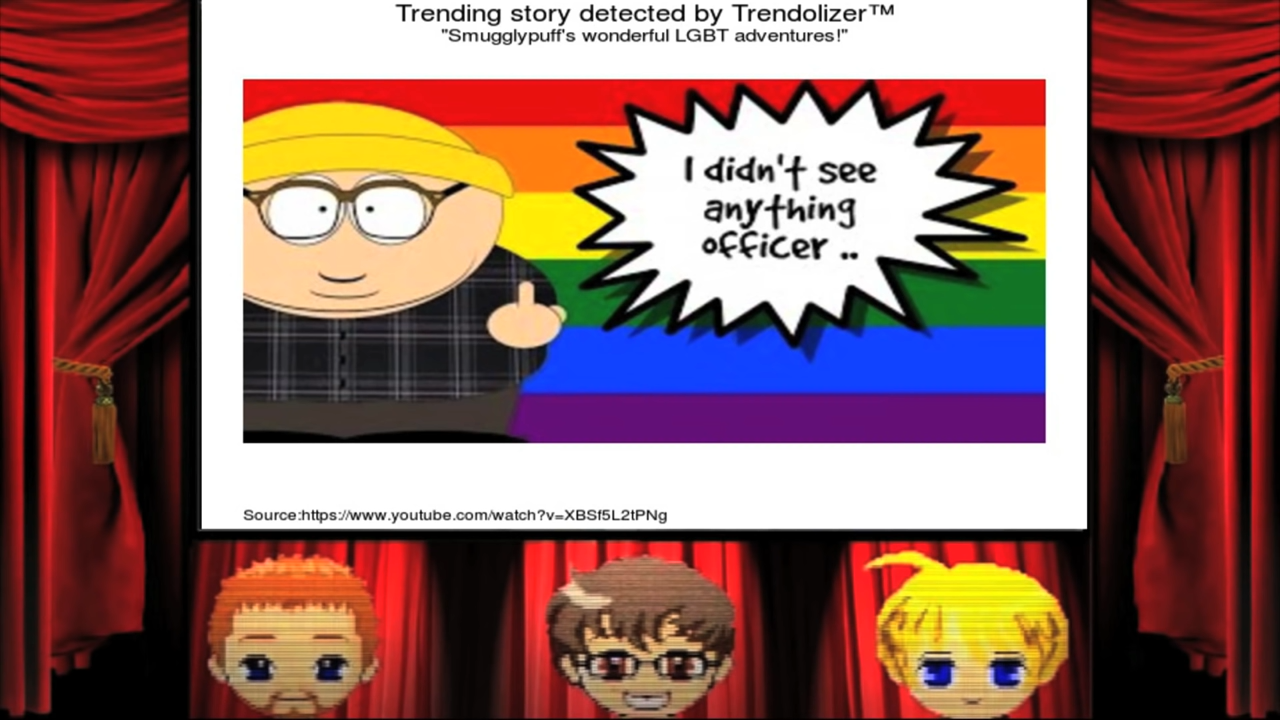 Trending story detected by Trendolizer™
"Smugglypuff's wonderful LGBT adventures!"
I didn't see
anything
officer ..
Source:https://www.youtube.com/watch?v=XBSf5L2tPNg